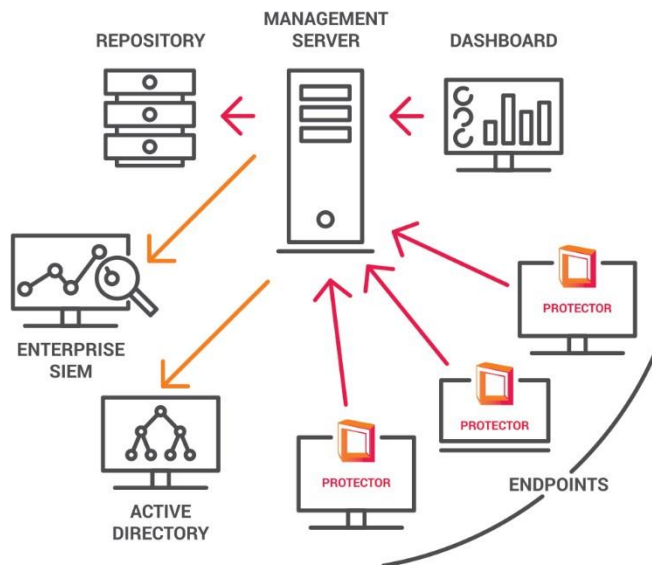 MANAGEMENT
SERVER
REPOSITORY
DASHBOARD
PROTECTOR
ENTERPRISE
SIEM
PROTECTOR
PROTECTOR
ENDPOINTS
ACTIVE
DIRECTORY